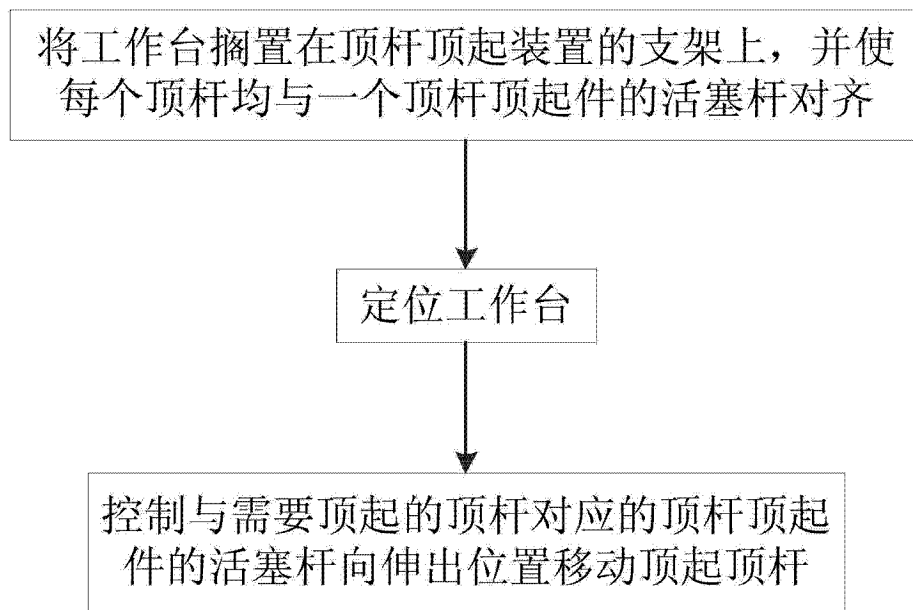 将工作台搁置在顶杆顶起装置的支架上，并使
每个顶杆均与一个顶杆顶起件的活塞杆对齐
定位工作台
控制与需要顶起的顶杆对应的顶杆顶起
件的活塞杆向伸出位置移动顶起顶杆